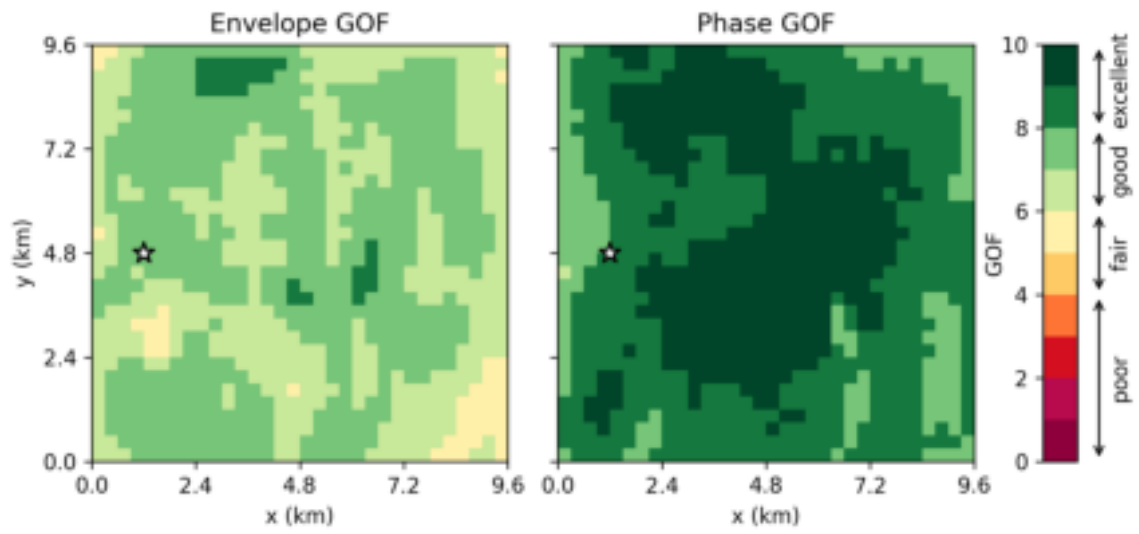 Envelope GOF
Phase GOF
9.6
7.2
4.8
2.4
0.0
y (km)
0.0 2.4 4.8 7.2 9.6
x (km)
0.0 2.4 4.8 7.2 9.6
x (km)
10
8
6
4
2
0
GOF
excellent
good
fair
poor